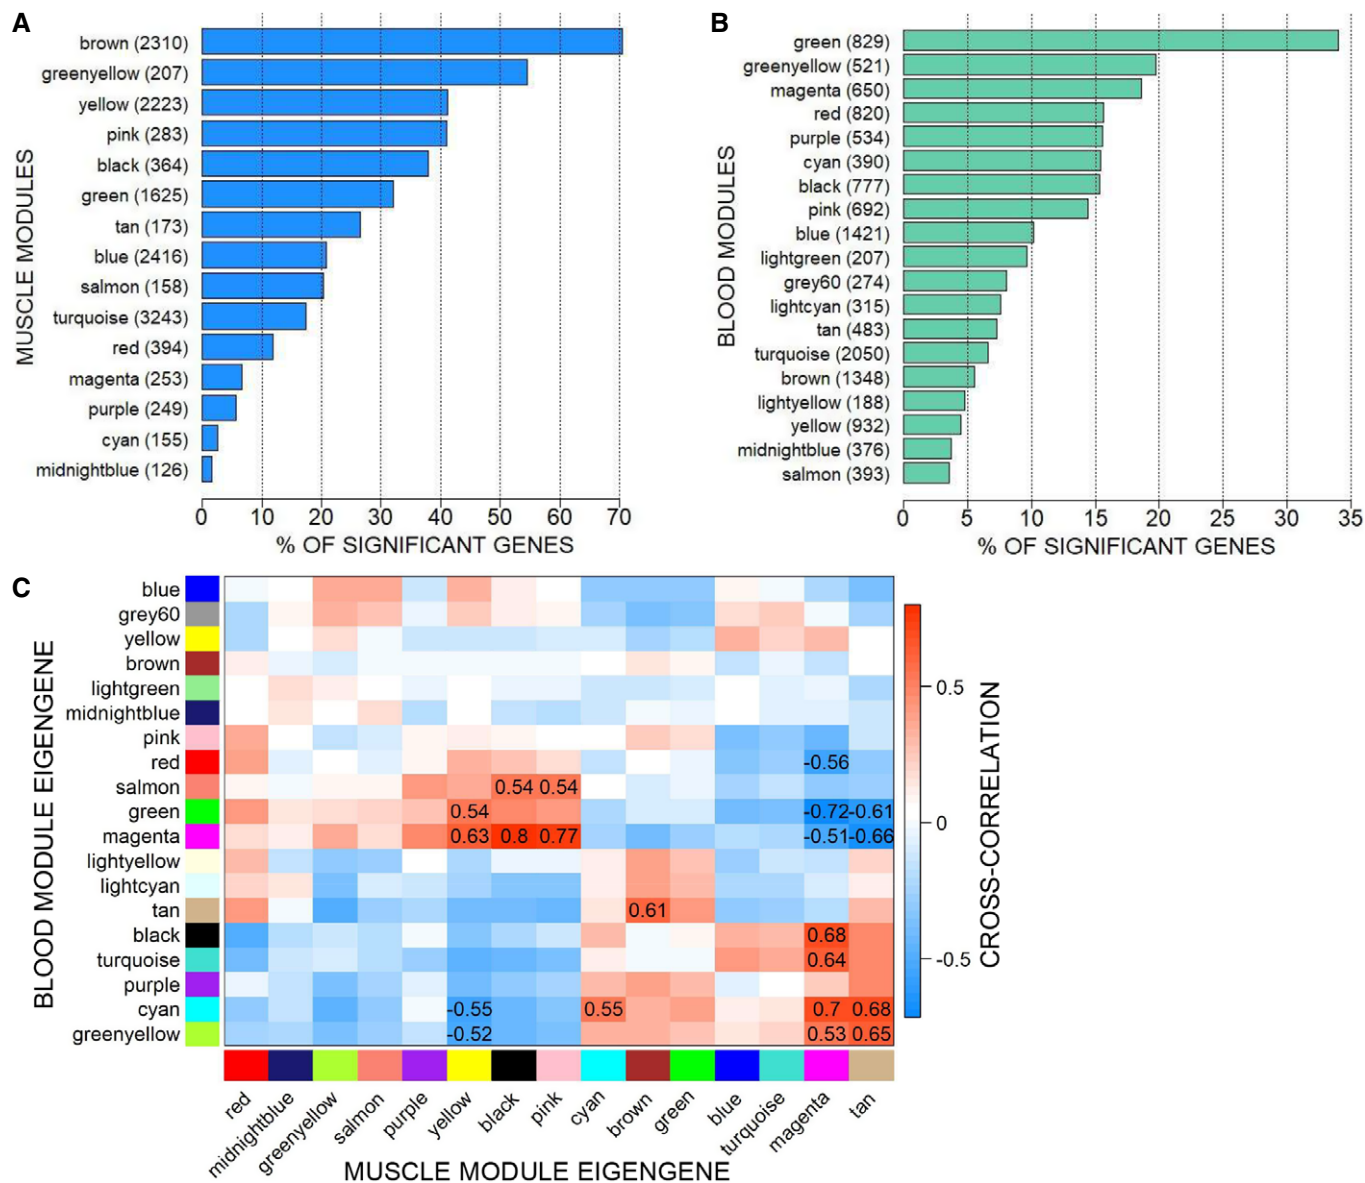 A
brown (2310)
greenyellow (207)
yellow (2223)
pink (283)
black (364)
green (1625)
tan (173)
blue (2416)
salmon (158)
turquoise (3243)
red (394)
magenta (253)
purple (249)
cyan (155)
midnightblue (126)
MUSCLE MODULES
0 10 20 30 40 50 60 70
% OF SIGNIFICANT GENES
B
green (829)
greenyellow (521)
magenta (650)
red (820)
purple (534)
cyan (390)
black (777)
pink (692)
blue (1421)
lightgreen (207)
grey60 (274)
lightcyan (315)
tan (483)
turquoise (2050)
brown (1348)
lightyellow (188)
yellow (932)
midnightblue (376)
salmon (393)
BLOOD MODULES
0 5 10 15 20 25 30 35
% OF SIGNIFICANT GENES
C
BLOOD MODULE EIGENGENE
blue
grey60
yellow
brown
lightgreen
midnightblue
pink
red -0.56
salmon 0.54 0.54
green 0.54 -0.72 -0.61
magenta 0.63 0.8 0.77 -0.51 -0.66
lightyellow
lightcyan
tan 0.61
black 0.68
turquoise 0.64
purple
cyan -0.55 0.55 0.7 0.68
greenyellow -0.52 0.53 0.65
red midnightblue greenyellow salmon purple yellow black pink cyan brown green blue turquoise magenta tan
MUSCLE MODULE EIGENGENE
0.5
0
-0.5
CROSS-CORRELATION